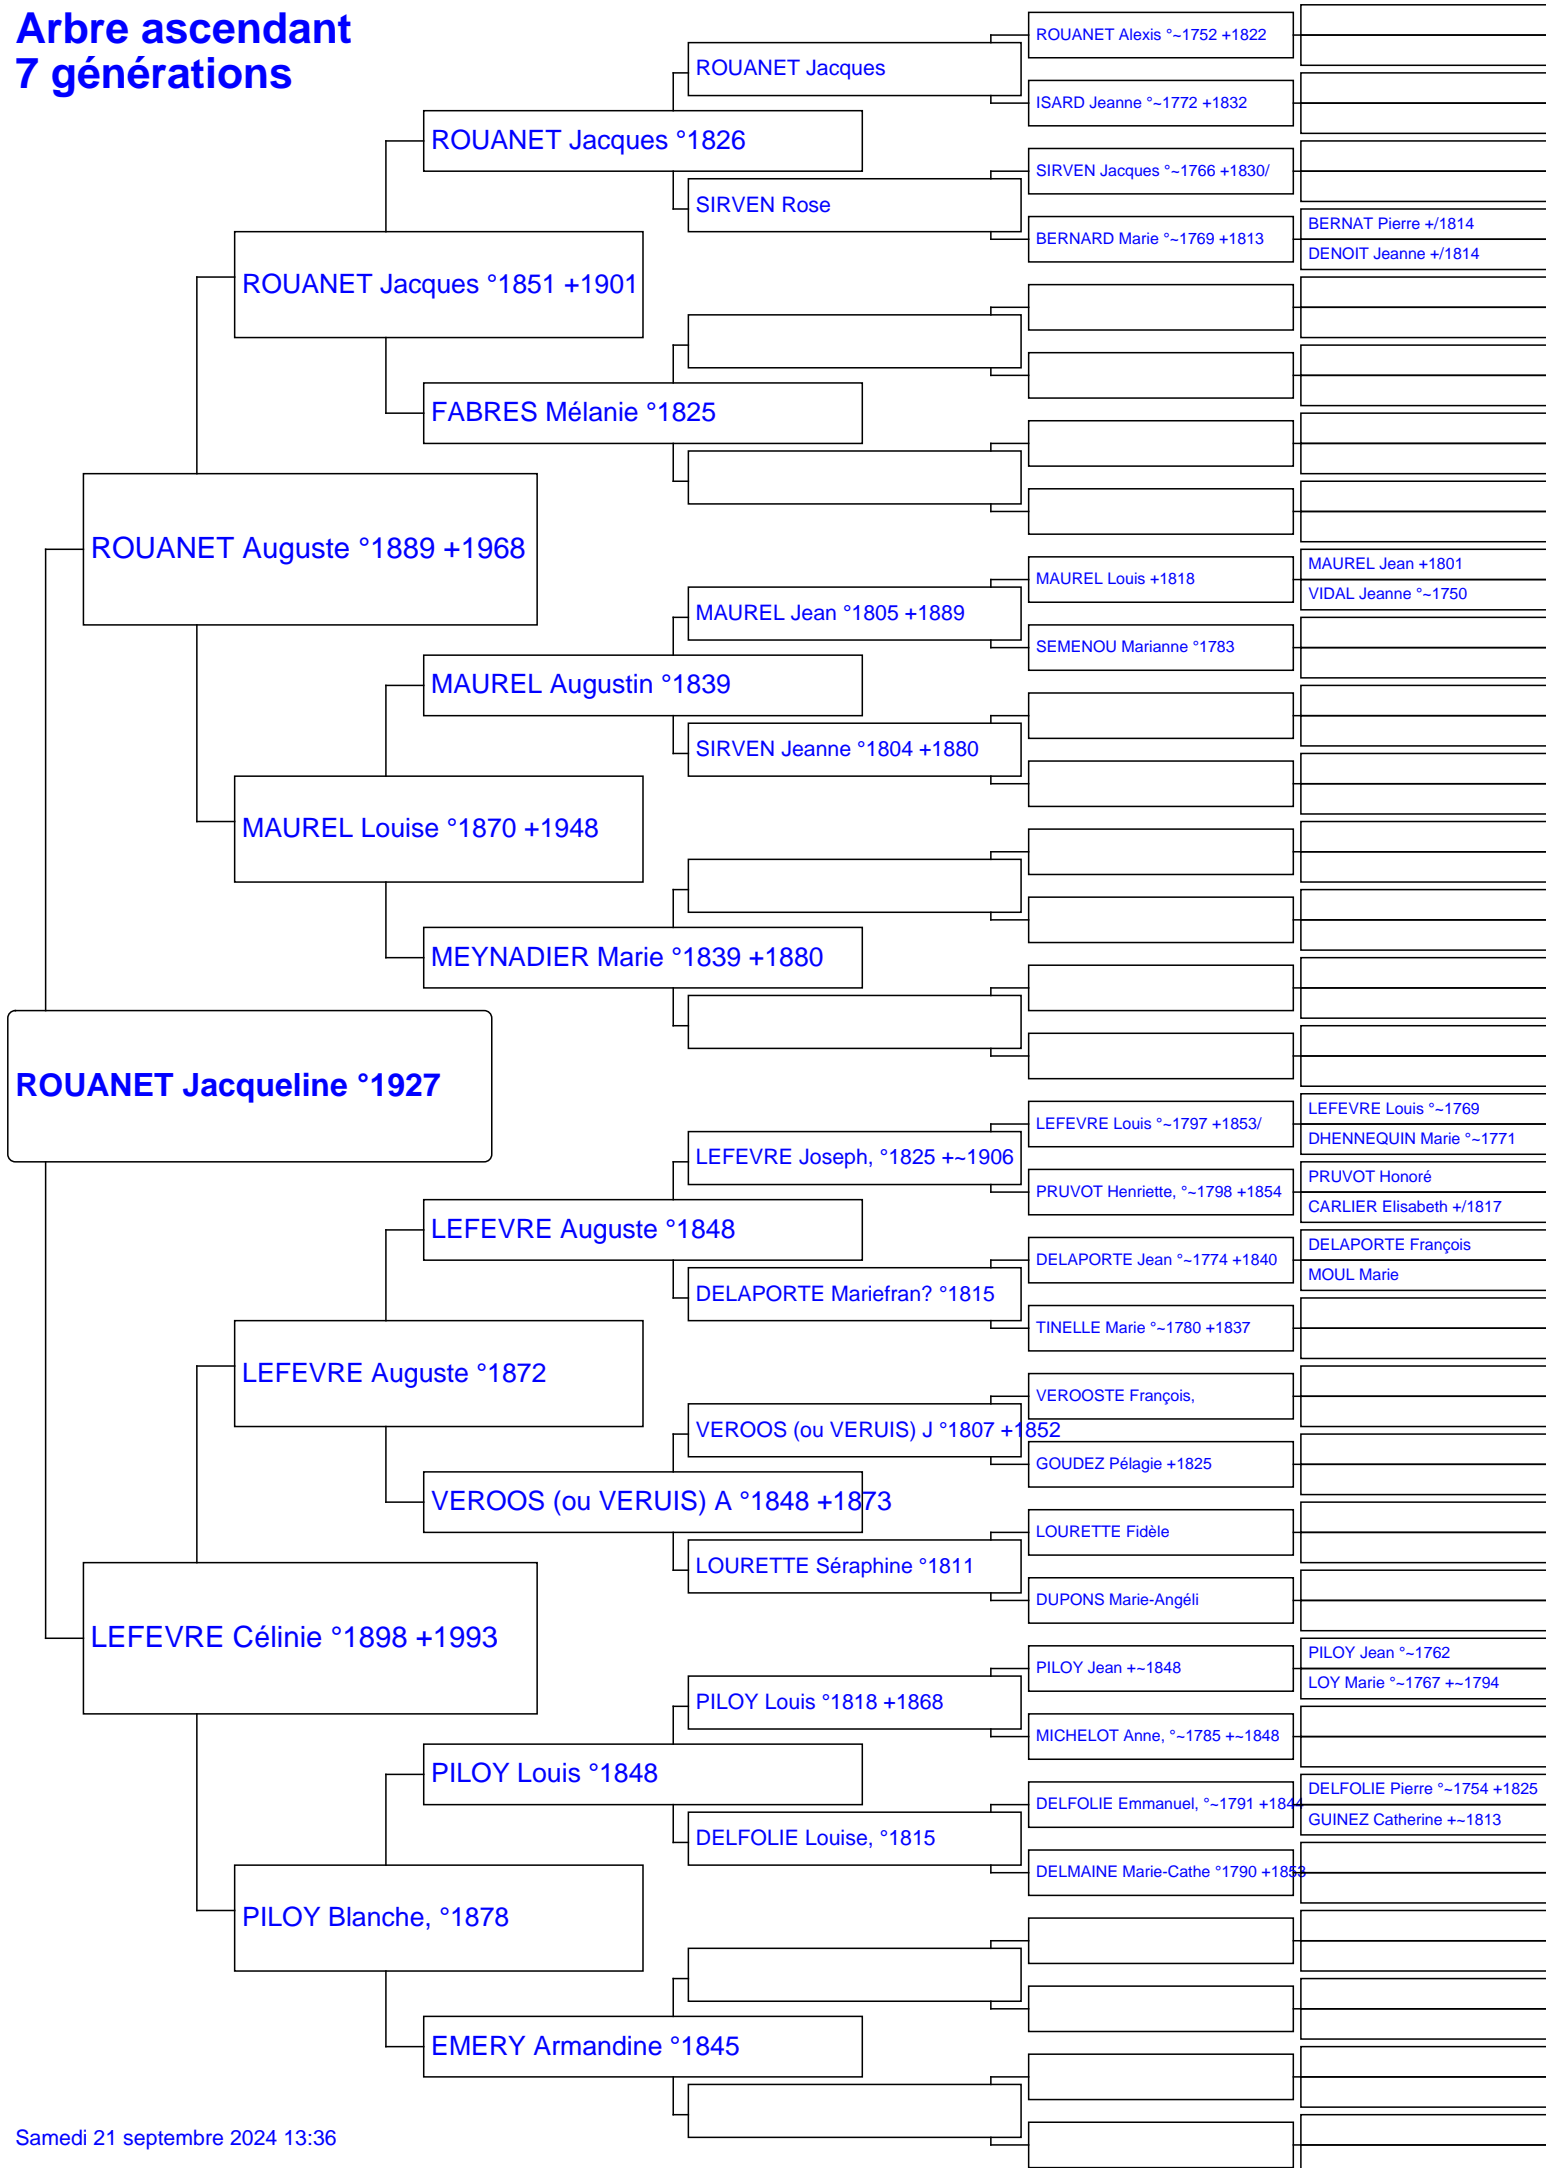 Arbre ascendant
7 générations
ROUANET Jacqueline °1927
ROUANET Auguste °1889 +1968
LEFEVRE Célinie °1898 +1993
ROUANET Jacques °1851 +1901
MAUREL Louise °1870 +1948
LEFEVRE Auguste °1872
PILOY Blanche, °1878
ROUANET Jacques °1826
FABRES Mélanie °1825
MAUREL Augustin °1839
MEYNADIER Marie °1839 +1880
LEFEVRE Auguste °1848
VEROOS (ou VERUIS) A °1848 +1873
PILOY Louis °1848
EMERY Armandine °1845
ROUANET Jacques
SIRVEN Rose
MAUREL Jean °1805 +1889
SIRVEN Jeanne °1804 +1880
LEFEVRE Joseph, °1825 +~1906
DELAPORTE Mariefran? °1815
VEROOS (ou VERUIS) J °1807 +1852
LOURETTE Séraphine °1811
PILOY Louis °1818 +1868
DELFOLIE Louise, °1815
ROUANET Alexis °~1752 +1822
ISARD Jeanne °~1772 +1832
SIRVEN Jacques °~1766 +1830/
BERNARD Marie °~1769 +1813
MAUREL Louis +1818
SEMENOU Marianne °1783
LEFEVRE Louis °~1797 +1853/
PRUVOT Henriette, °~1798 +1854
DELAPORTE Jean °~1774 +1840
TINELLE Marie °~1780 +1837
VEROOSTE François,
GOUDEZ Pélagie +1825
LOURETTE Fidèle
DUPONS Marie-Angéli
PILOY Jean +~1848
MICHELOT Anne, °~1785 +~1848
DELFOLIE Emmanuel, °~1791 +1844
DELMAINE Marie-Cathe °1790 +1853
BERNAT Pierre +/1814
DENOIT Jeanne +/1814
MAUREL Jean +1801
VIDAL Jeanne °~1750
LEFEVRE Louis °~1769
DHENNEQUIN Marie °~1771
PRUVOT Honoré
CARLIER Elisabeth +/1817
DELAPORTE François
MOUL Marie
PILOY Jean °~1762
LOY Marie °~1767 +~1794
DELFOLIE Pierre °~1754 +1825
GUINEZ Catherine +~1813
Samedi 21 septembre 2024 13:36